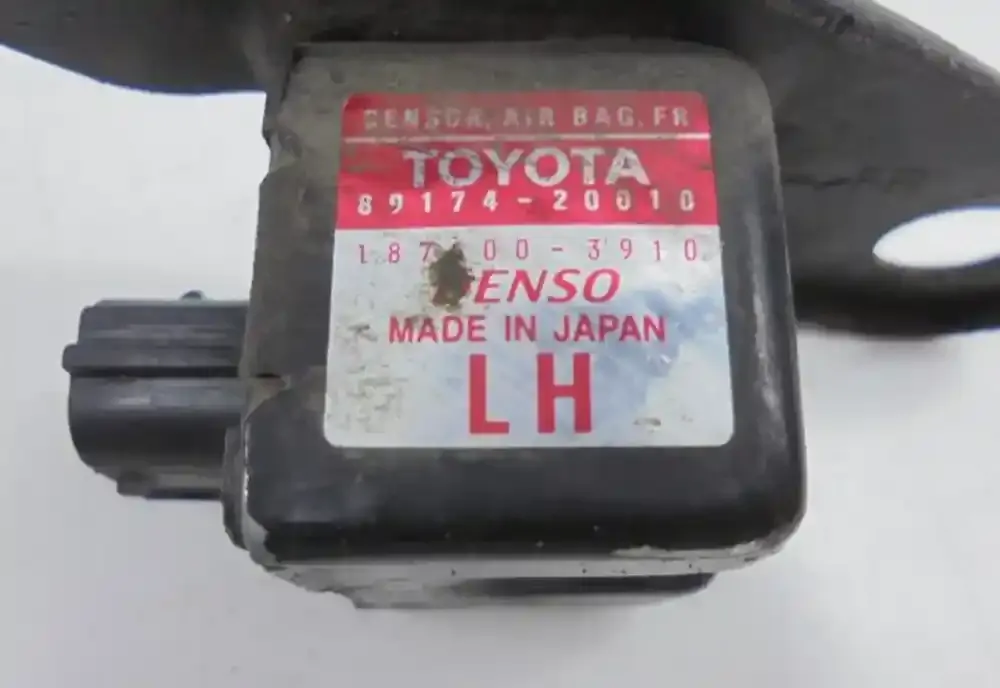 SENSOR, AIR BAG, FR
TOYOTA
89174-20010
MADE IN JAPAN
LH